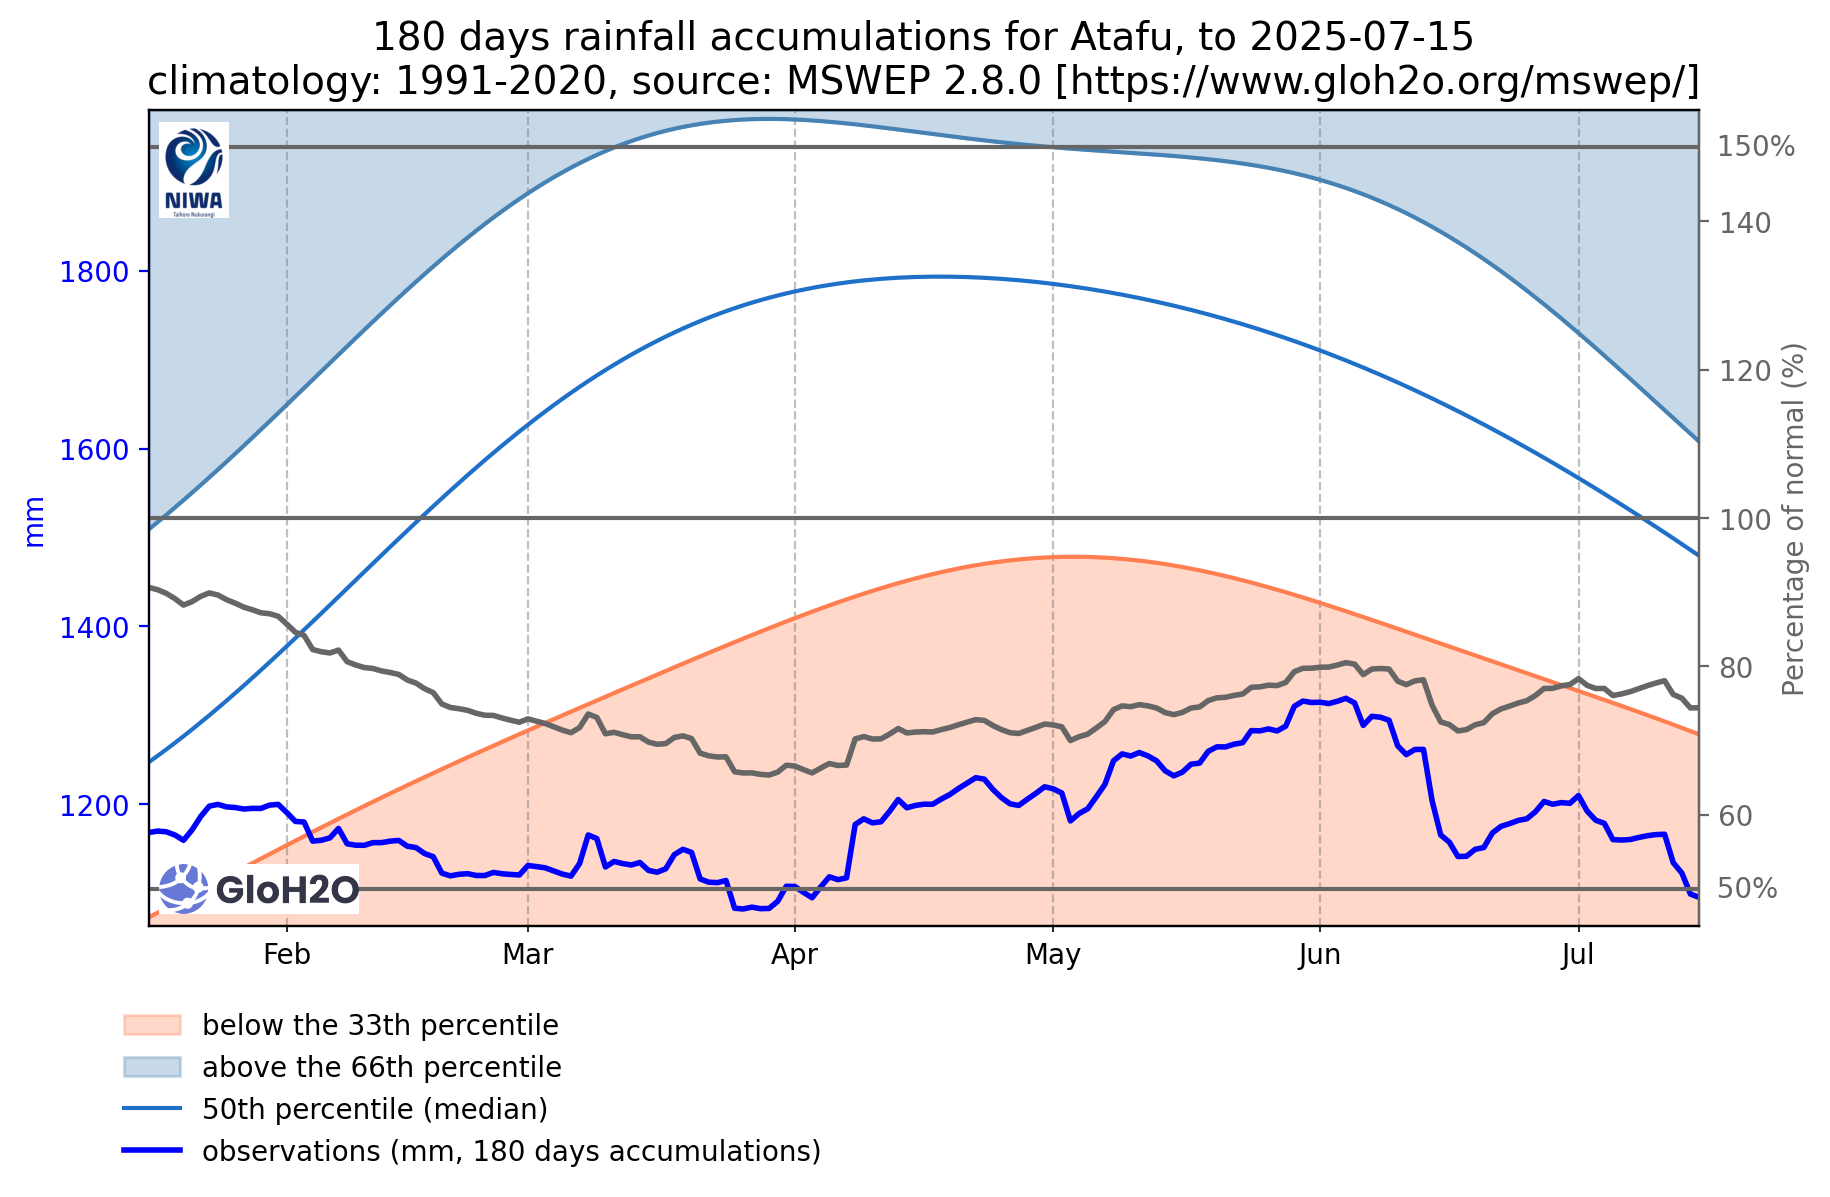 180 days rainfall accumulations for Atafu, to 2025-07-15
climatology: 1991-2020, source: MSWEP 2.8.0 [https://www.gloh2o.org/mswep/]
NIWA
Taihoro Nukurangi
150%
140
120
100
80
60
50%
Percentage of normal (%)
1800
1600
1400
1200
mm
GloH2O
Feb
Mar
Apr
May
Jun
Jul
below the 33th percentile
above the 66th percentile
50th percentile (median)
observations (mm, 180 days accumulations)